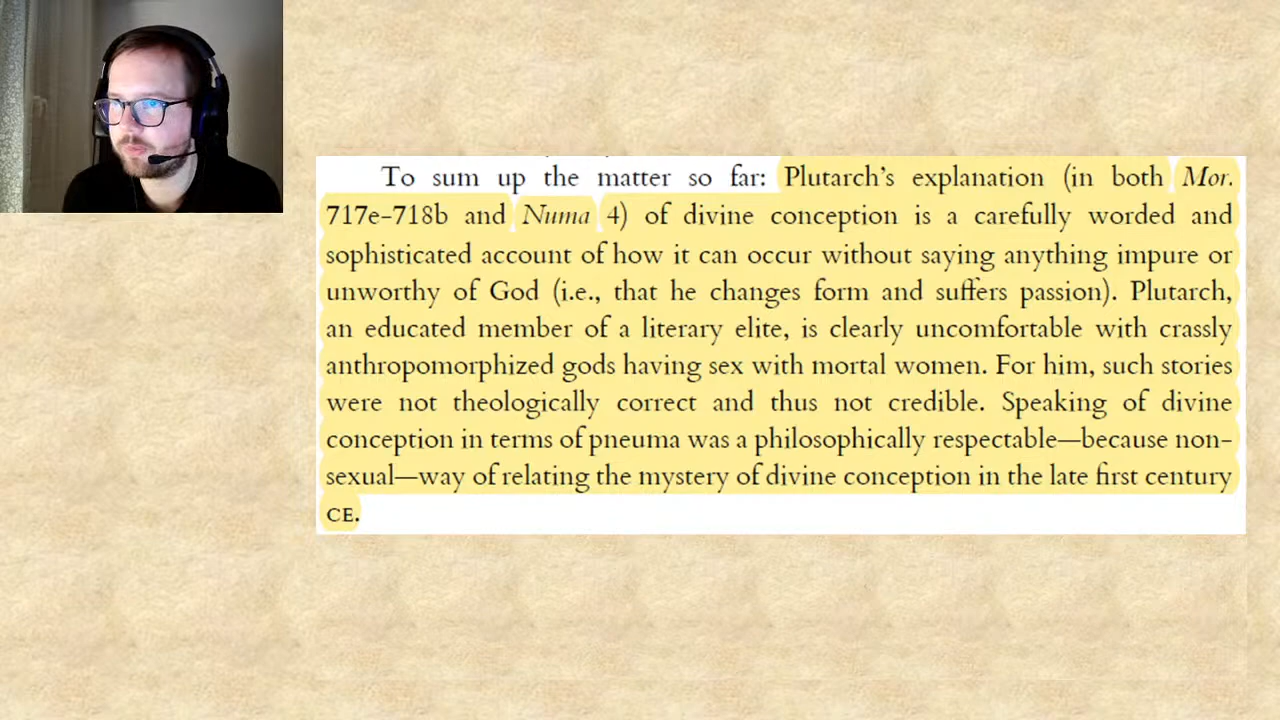 To sum up the matter so far: Plutarch's explanation (in both Mor.
717e–718b and Numa 4) of divine conception is a carefully worded and
sophisticated account of how it can occur without saying anything impure or
unworthy of God (i.e., that he changes form and suffers passion). Plutarch,
an educated member of a literary elite, is clearly uncomfortable with crassly
anthropomorphized gods having sex with mortal women. For him, such stories
were not theologically correct and thus not credible. Speaking of divine
conception in terms of pneuma was a philosophically respectable—because non-
sexual—way of relating the mystery of divine conception in the late first century
CE.